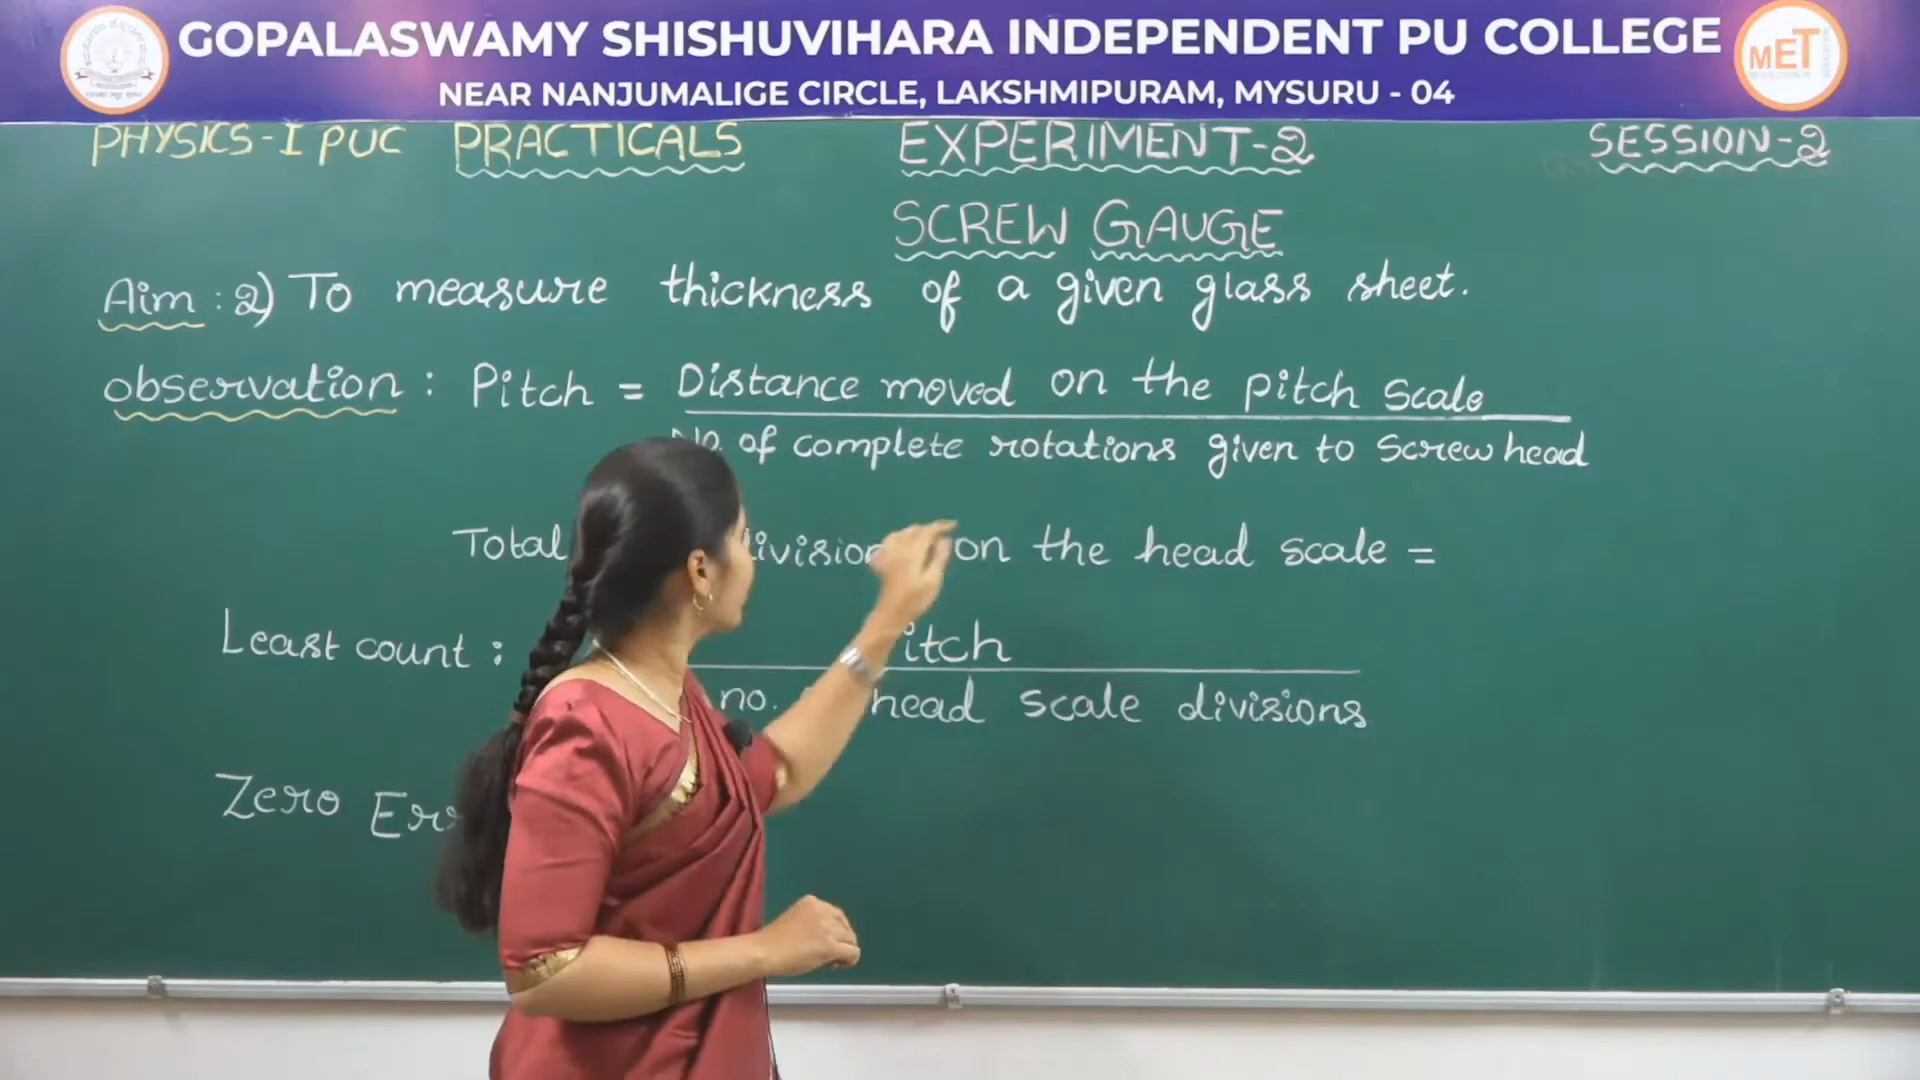 GOPALASWAMY SHISHUVIHARA INDEPENDENT PU COLLEGE
NEAR NANJUMALIGE CIRCLE, LAKSHMIPURAM, MYSURU - 04
MET
PHYSICS-I PUC PRACTICALS EXPERIMENT-2 SESSION-2
SCREW GAUGE
Aim : 2) To measure thickness of a given glass sheet.
observation : Pitch = Distance moved on the pitch scale
No. of complete rotations given to screw head
Total on the head scale =
Least count :
no. head scale divisions
Zero